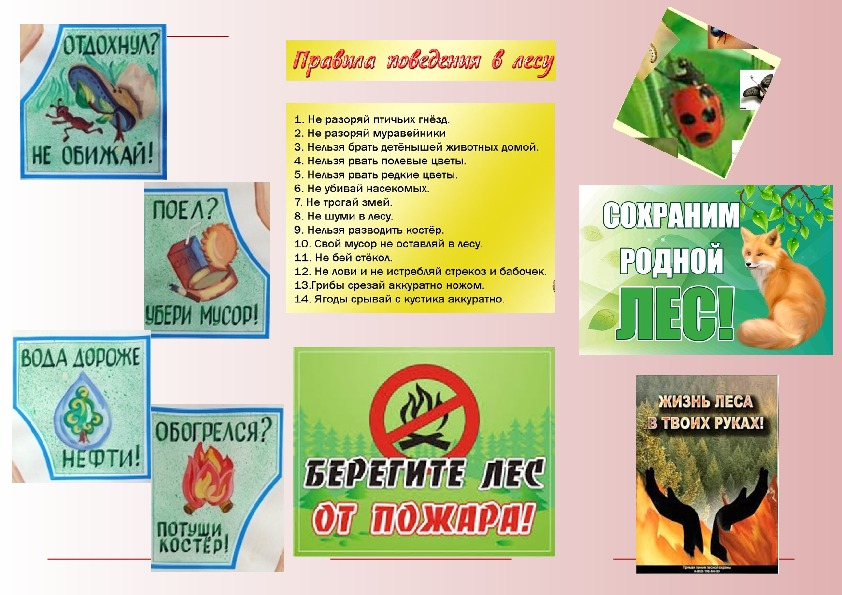 ОТДОХНУЛ?
НЕ ОБИЖАЙ!
ПОЕЛ?
УБЕРИ МУСОР!
ВОДА ДОРОЖЕ
НЕФТИ!
ОБОГРЕЛСЯ?
ПОТУШИ
КОСТЁР!
Правила поведения в лесу
1. Не разоряй птичьих гнёзд.
2. Не разоряй муравейники
3. Нельзя брать детёнышей животных домой.
4. Нельзя рвать полевые цветы.
5. Нельзя рвать редкие цветы.
6. Не убивай насекомых.
7. Не трогай змей.
8. Не шуми в лесу.
9. Нельзя разводить костёр.
10. Свой мусор не оставляй в лесу.
11. Не бей стёкол.
12. Не лови и не истребляй стрекоз и бабочек.
13.Грибы срезай аккуратно ножом.
14. Ягоды срывай с кустика аккуратно.
БЕРЕГИТЕ ЛЕС
ОТ ПОЖАРА!
СОХРАНИМ
РОДНОЙ
ЛЕС!
ЖИЗНЬ ЛЕСА
В ТВОИХ РУКАХ!